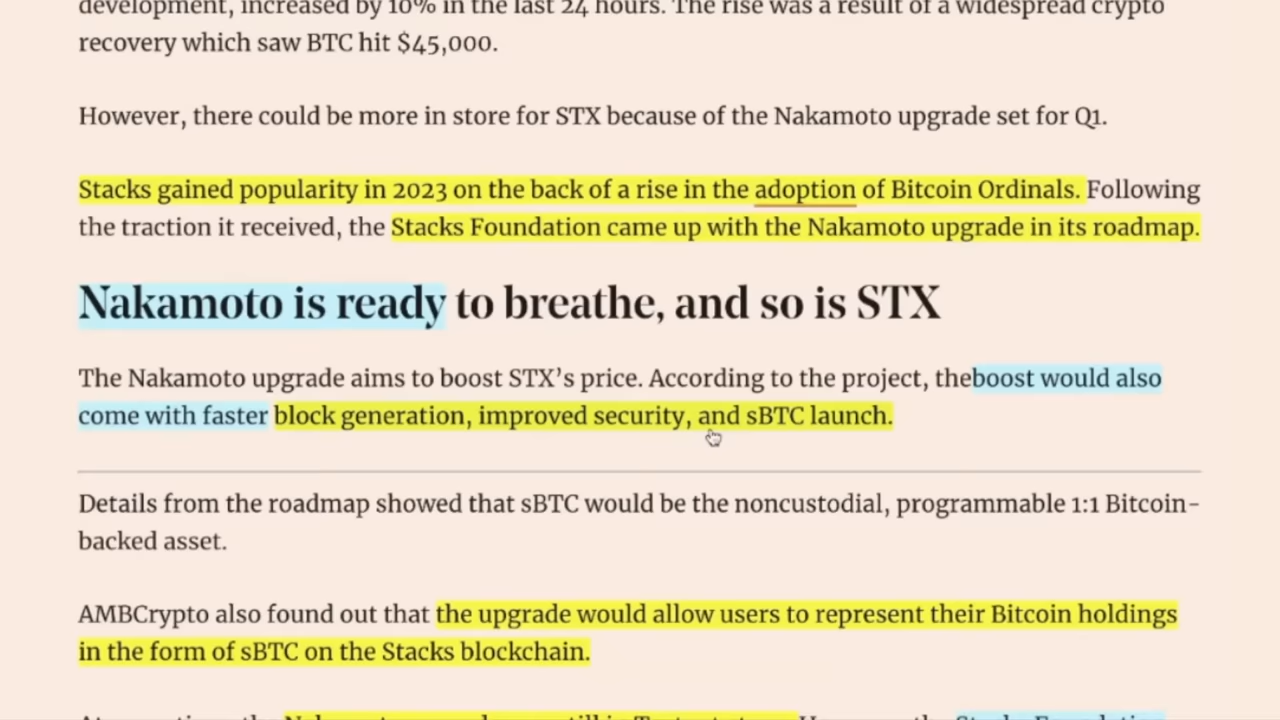 development, increased by 10% in the last 24 hours. The rise was a result of a widespread crypto
recovery which saw BTC hit $45,000.
However, there could be more in store for STX because of the Nakamoto upgrade set for Q1.
Stacks gained popularity in 2023 on the back of a rise in the adoption of Bitcoin Ordinals. Following
the traction it received, the Stacks Foundation came up with the Nakamoto upgrade in its roadmap.
Nakamoto is ready to breathe, and so is STX
The Nakamoto upgrade aims to boost STX’s price. According to the project, theboost would also
come with faster block generation, improved security, and sBTC launch.
Details from the roadmap showed that sBTC would be the noncustodial, programmable 1:1 Bitcoin-
backed asset.
AMBCrypto also found out that the upgrade would allow users to represent their Bitcoin holdings
in the form of sBTC on the Stacks blockchain.